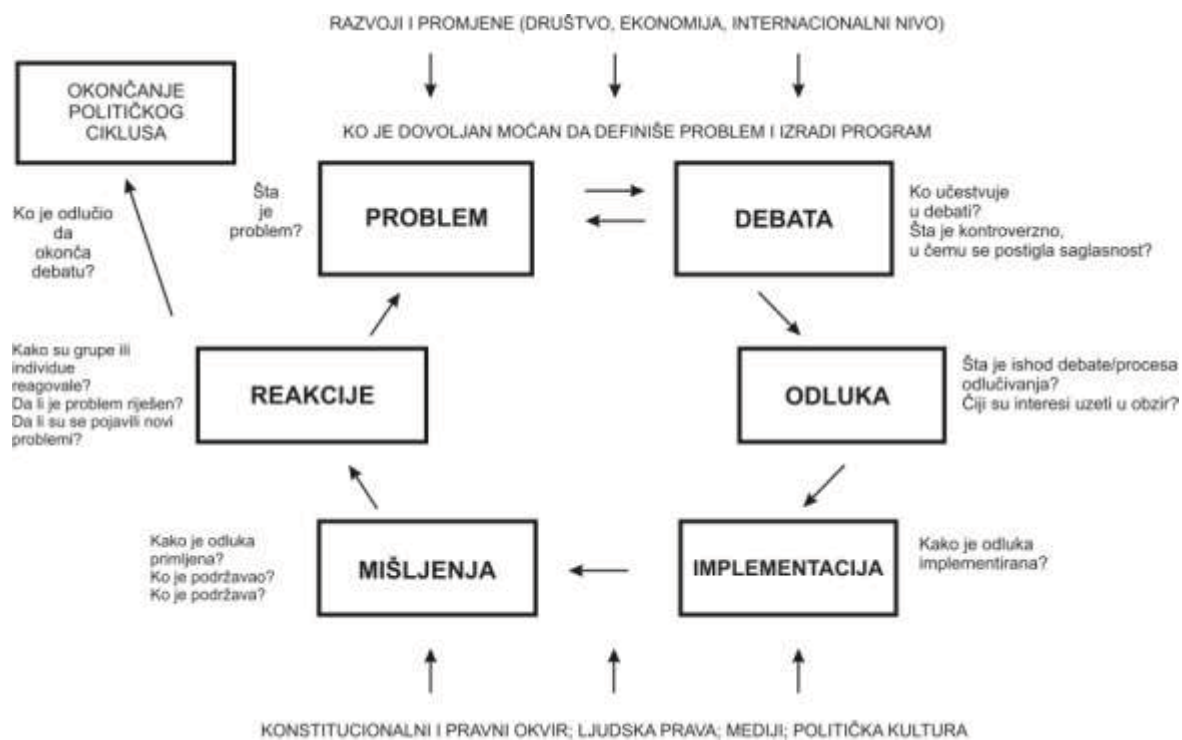 RAZVOJI I PROMJENE (DRUŠTVO, EKONOMIJA, INTERNACIONALNI NIVO)
OKONČANJE
POLITIČKOG
CIKLUSA
KO JE DOVOLJAN MOĆAN DA DEFINIŠE PROBLEM I IZRADI PROGRAM
Ko je odlučio
da
okonča
debatu?
Šta
je
problem?
PROBLEM
DEBATA
Ko učestvuje
u debati?
Šta je kontroverzno,
u čemu se postigla saglasnost?
Kako su grupe ili
individue
reagovale?
Da li je problem riješen?
Da li su se pojavili novi
problemi?
REAKCIJE
ODLUKA
Šta je ishod debate/procesa
odlučivanja?
Čiji su interesi uzeti u obzir?
Kako je odluka
primljena?
Ko je podržavao?
Ko je podržava?
MIŠLJENJA
IMPLEMENTACIJA
Kako je odluka
implementirana?
KONSTITUCIONALNI I PRAVNI OKVIR; LJUDSKA PRAVA; MEDIJI; POLITIČKA KULTURA